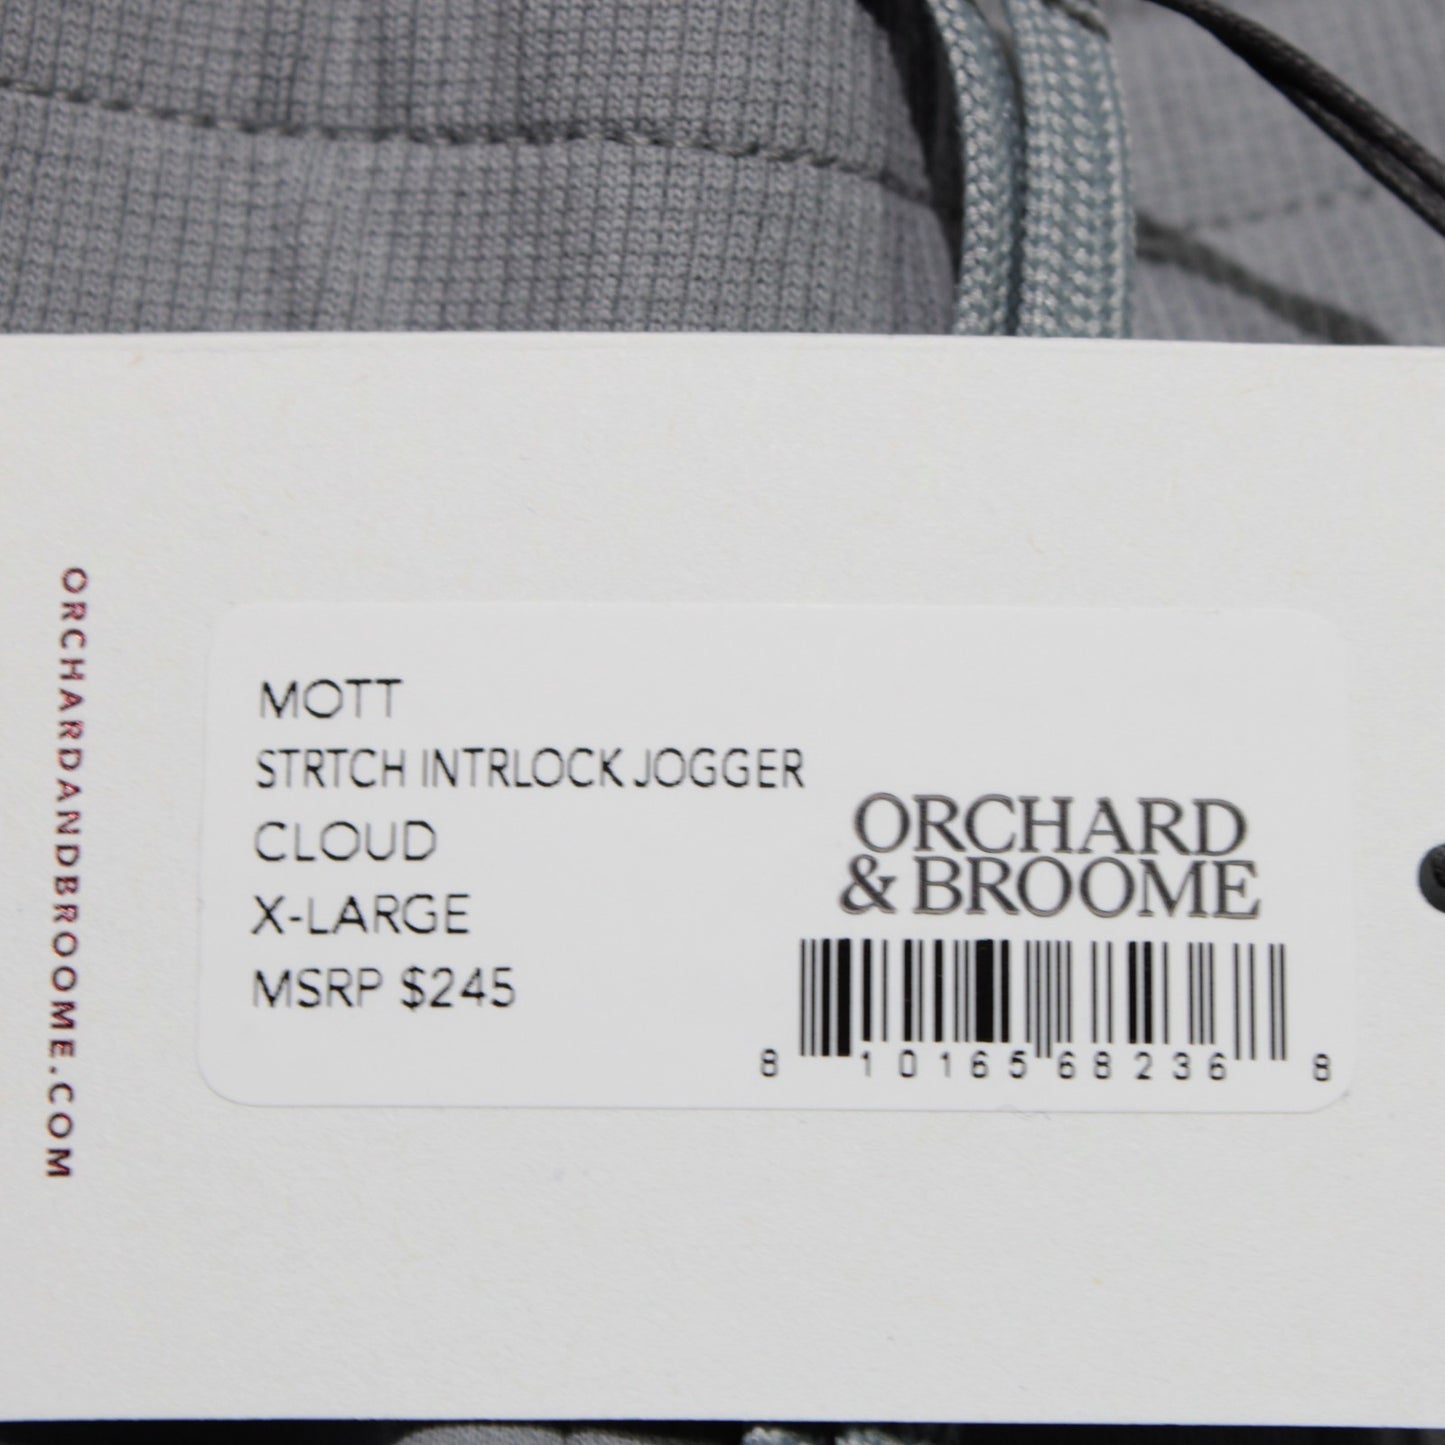 ORCHARDANDBROOME.COM
MOTT
STRTCH INTRLOCK JOGGER
CLOUD
X-LARGE
MSRP $245
ORCHARD
& BROOME
8 10165 68236 8